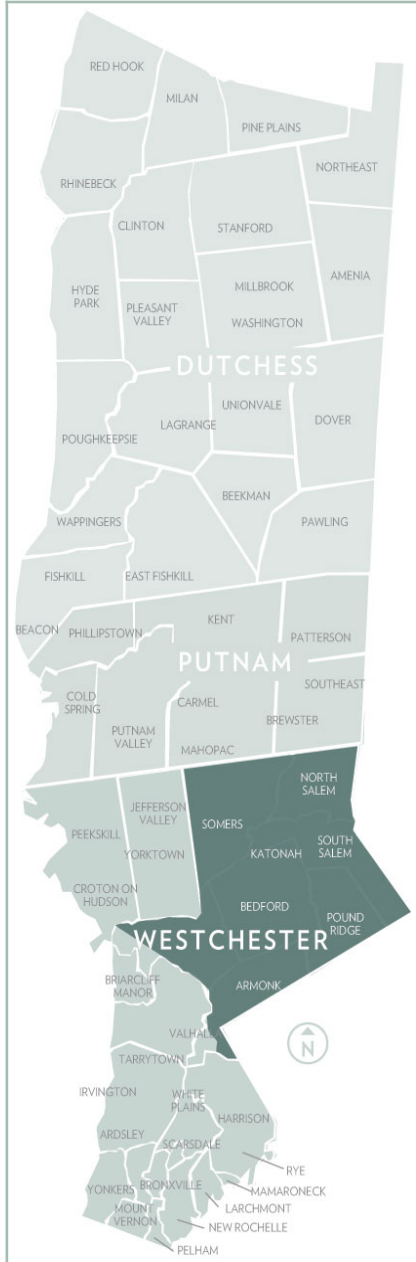 RED HOOK
MILAN
PINE PLAINS
NORTHEAST
RHINEBECK
CLINTON
STANFORD
AMENIA
HYDE
PARK
PLEASANT
VALLEY
MILLBROOK
WASHINGTON
DUTCHESS
UNIONVALE
LAGRANGE
DOVER
POUGHKEEPSIE
BEEKMAN
WAPPINGERS
PAWLING
FISHKILL
EAST FISHKILL
BEACON
PHILLIPSTOWN
KENT
PATTERSON
PUTNAM
SOUTHEAST
COLD
SPRING
CARMEL
PUTNAM
VALLEY
BREWSTER
MAHOPAC
NORTH
SALEM
JEFFERSON
VALLEY
SOMERS
PEEKSKILL
YORKTOWN
KATONAH
SOUTH
SALEM
CROTON ON
HUDSON
BEDFORD
POUND
RIDGE
WESTCHESTER
BRIARCLIFF
MANOR
ARMONK
VALHALLA
N
TARRYTOWN
IRVINGTON
WHITE
PLAINS
HARRISON
ARDSLEY
SCARSDALE
RYE
YONKERS
BRONXVILLE
MAMARONECK
MOUNT
VERNON
LARCHMONT
NEW ROCHELLE
PELHAM